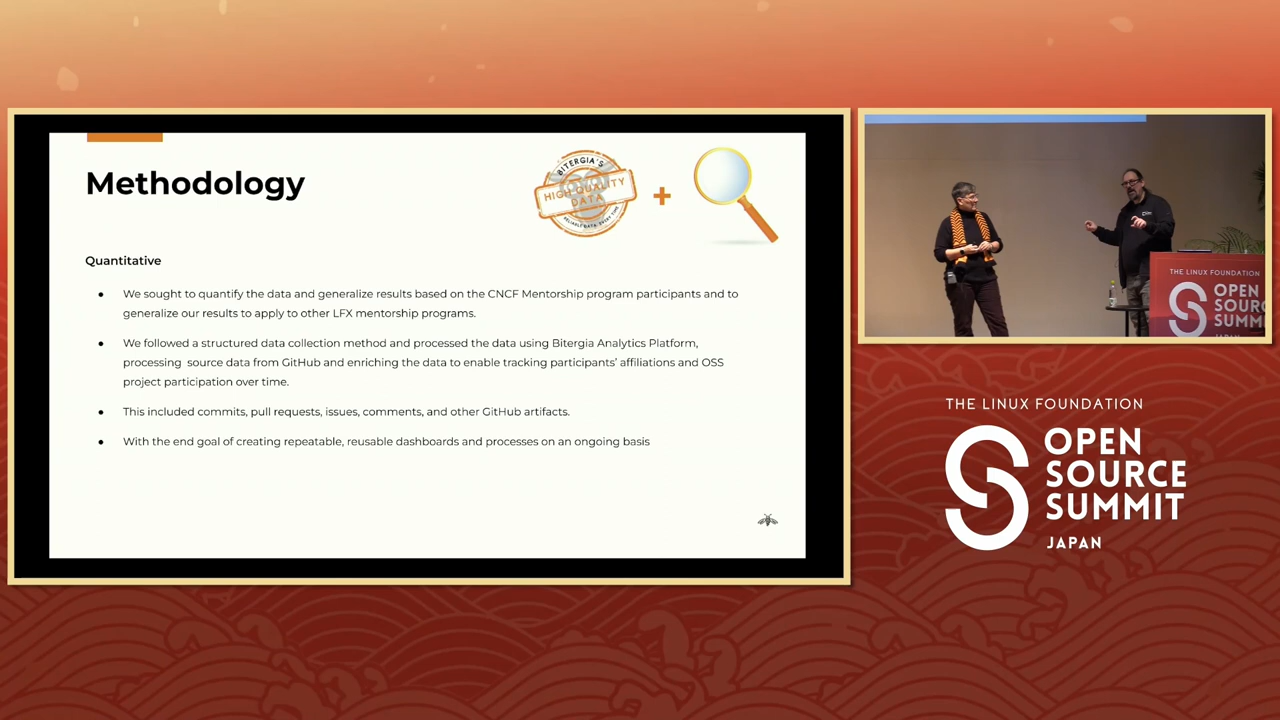 Methodology
BITERGIA'S
HIGH QUALITY
DATA
RELIABLE DATA, EVERY TIME
+
Quantitative
● We sought to quantify the data and generalize results based on the CNCF Mentorship program participants and to
generalize our results to apply to other LFX mentorship programs.
● We followed a structured data collection method and processed the data using Bitergia Analytics Platform,
processing source data from GitHub and enriching the data to enable tracking participants' affiliations and OSS
project participation over time.
● This included commits, pull requests, issues, comments, and other GitHub artifacts.
● With the end goal of creating repeatable, reusable dashboards and processes on an ongoing basis
THE LINUX FOUNDATION
OPEN
SOURC
SUMM
THE LINUX FOUNDATION
OPEN
SOURCE
SUMMIT
JAPAN